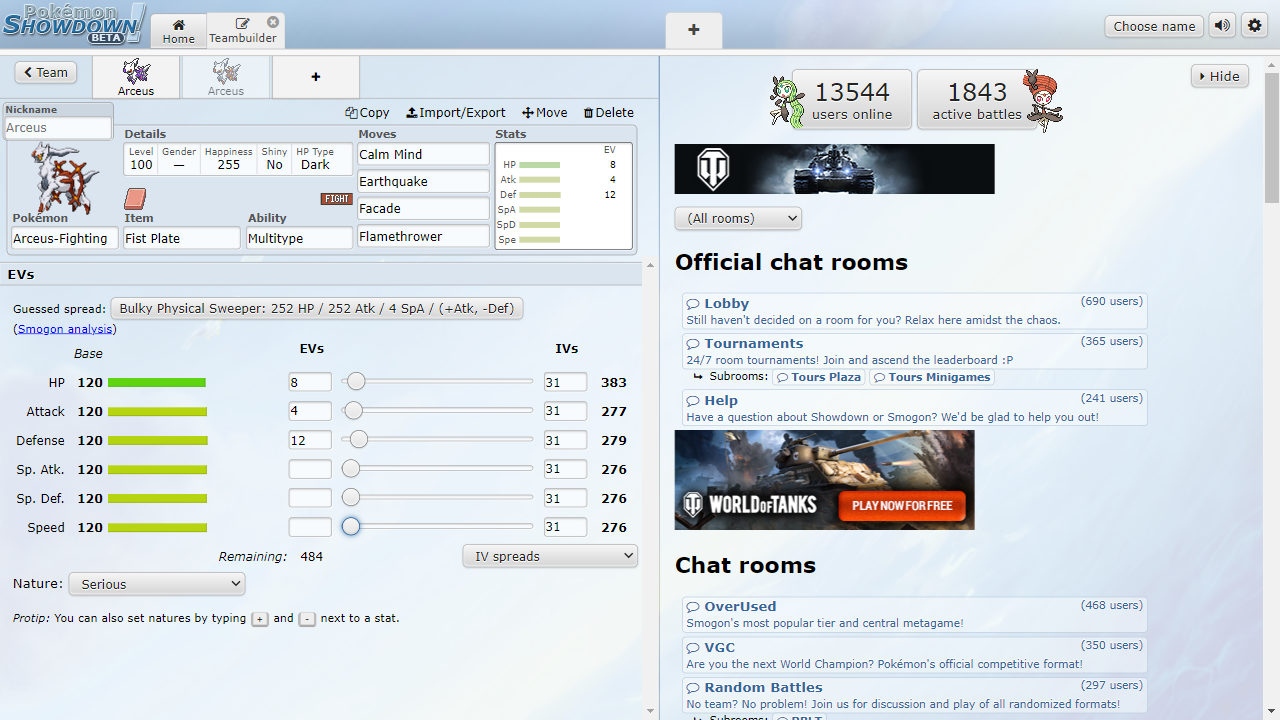 Pokémon
SHOWDOWN!
BETA
Home
Teambuilder
+
Choose name
Team
Arceus
Arceus
+
Nickname
Arceus
Copy
Import/Export
Move
Delete
Details
Level
100
Gender
—
Happiness
255
Shiny
No
HP Type
Dark
Moves
Calm Mind
Earthquake
Facade
Flamethrower
Stats
EV
HP 8
Atk 4
Def 12
SpA
SpD
Spe
FIGHT
Pokémon
Arceus-Fighting
Item
Fist Plate
Ability
Multitype
EVs
Guessed spread: Bulky Physical Sweeper: 252 HP / 252 Atk / 4 SpA / (+Atk, -Def)
(Smogon analysis)
Base EVs IVs
HP 120 8 31 383
Attack 120 4 31 277
Defense 120 12 31 279
Sp. Atk. 120 31 276
Sp. Def. 120 31 276
Speed 120 31 276
Remaining: 484
IV spreads
Nature: Serious
Protip: You can also set natures by typing + and - next to a stat.
Hide
13544
users online
1843
active battles
(All rooms)
Official chat rooms
Lobby (690 users)
Still haven't decided on a room for you? Relax here amidst the chaos.
Tournaments (365 users)
24/7 room tournaments! Join and ascend the leaderboard :P
Subrooms: Tours Plaza Tours Minigames
Help (241 users)
Have a question about Showdown or Smogon? We'd be glad to help you out!
WORLD OF TANKS
PLAY NOW FOR FREE
Chat rooms
OverUsed (468 users)
Smogon's most popular tier and central metagame!
VGC (350 users)
Are you the next World Champion? Pokémon's official competitive format!
Random Battles (297 users)
No team? No problem! Join us for discussion and play of all randomized formats!
Subrooms: